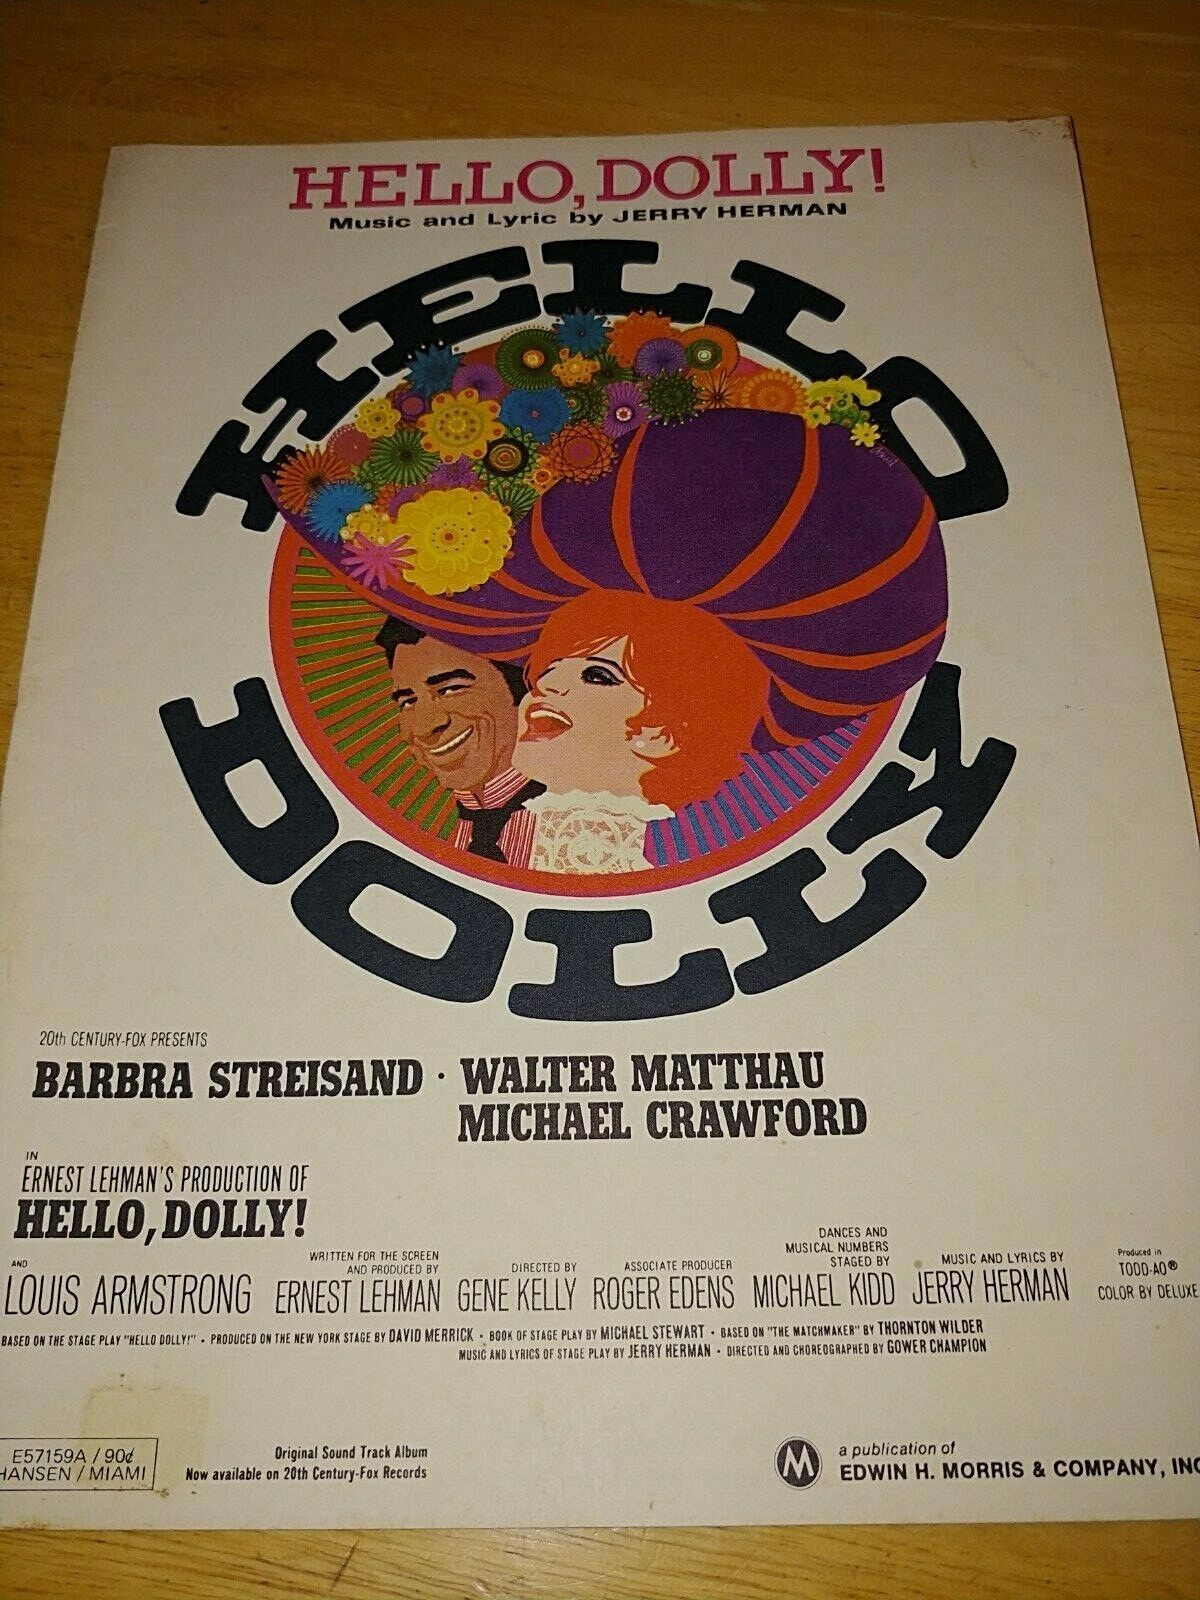 HELLO, DOLLY!
Music and Lyric by JERRY HERMAN
HELLO
DOLLY
20th CENTURY-FOX PRESENTS
BARBRA STREISAND · WALTER MATTHAU
MICHAEL CRAWFORD
IN
ERNEST LEHMAN'S PRODUCTION OF
HELLO, DOLLY!
AND
LOUIS ARMSTRONG
WRITTEN FOR THE SCREEN
AND PRODUCED BY
ERNEST LEHMAN
DIRECTED BY
GENE KELLY
ASSOCIATE PRODUCER
ROGER EDENS
DANCES AND
MUSICAL NUMBERS
STAGED BY
MICHAEL KIDD
MUSIC AND LYRICS BY
JERRY HERMAN
Produced in
TODD-AO®
COLOR BY DELUXE
BASED ON THE STAGE PLAY "HELLO DOLLY!" · PRODUCED ON THE NEW YORK STAGE BY DAVID MERRICK · BOOK OF STAGE PLAY BY MICHAEL STEWART · BASED ON "THE MATCHMAKER" BY THORNTON WILDER
MUSIC AND LYRICS OF STAGE PLAY BY JERRY HERMAN · DIRECTED AND CHOREOGRAPHED BY GOWER CHAMPION
E57159A / 90¢
HANSEN / MIAMI
Original Sound Track Album
Now available on 20th Century-Fox Records
M
a publication of
EDWIN H. MORRIS & COMPANY, INC